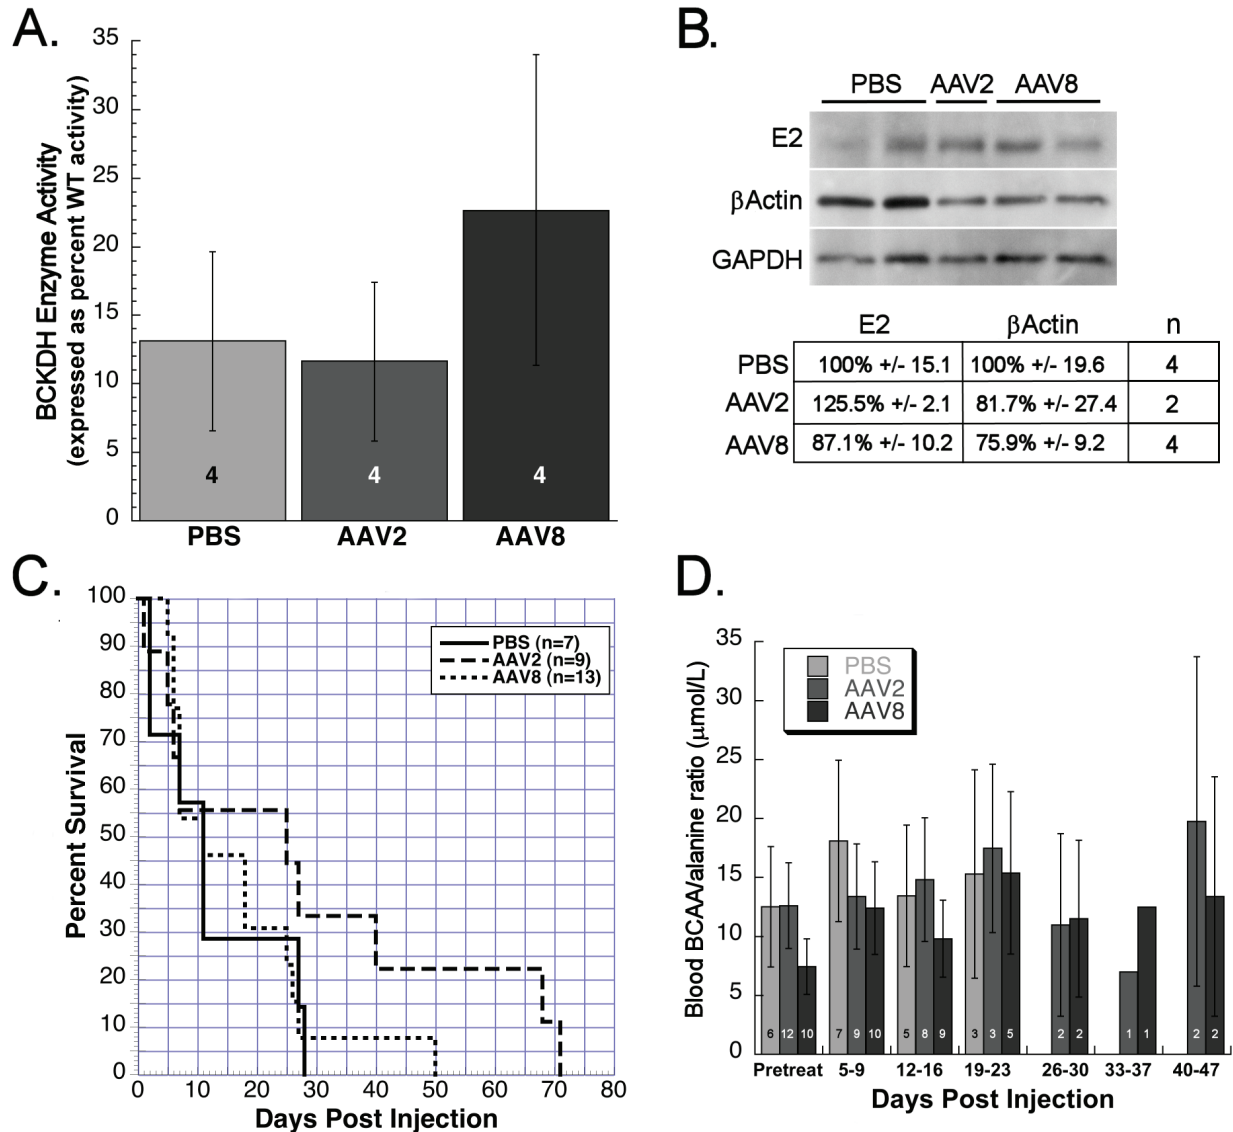 A.
BCKDH Enzyme Activity
(expressed as percent WT activity)
35
30
25
20
15
10
5
0
4
4
4
PBS
AAV2
AAV8
B.
PBS
AAV2
AAV8
E2
βActin
GAPDH
E2 βActin n
PBS 100% +/- 15.1 100% +/- 19.6 4
AAV2 125.5% +/- 2.1 81.7% +/- 27.4 2
AAV8 87.1% +/- 10.2 75.9% +/- 9.2 4
C.
Percent Survival
100
90
80
70
60
50
40
30
20
10
0
PBS (n=7)
AAV2 (n=9)
AAV8 (n=13)
0 10 20 30 40 50 60 70 80
Days Post Injection
D.
Blood BCAA/alanine ratio (μmol/L)
35
30
25
20
15
10
5
0
PBS
AAV2
AAV8
6 12 10 7 9 10 5 8 9 3 3 5 2 2 1 1 2 2
Pretreat 5-9 12-16 19-23 26-30 33-37 40-47
Days Post Injection